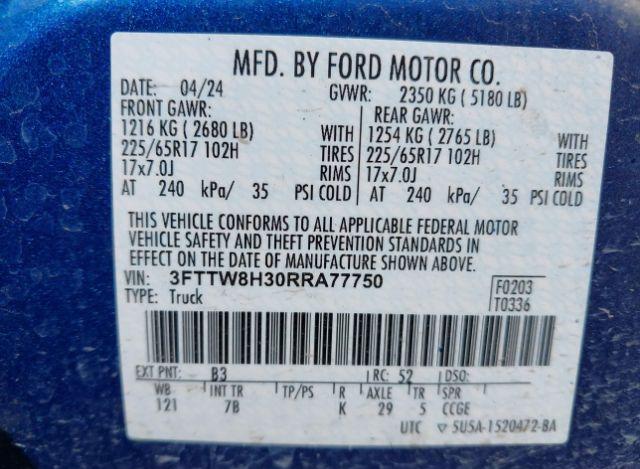 MFD. BY FORD MOTOR CO.
DATE: 04/24 GVWR: 2350 KG ( 5180 LB)
FRONT GAWR: REAR GAWR:
1216 KG ( 2680 LB) WITH 1254 KG ( 2765 LB) WITH
225/65R17 102H TIRES 225/65R17 102H TIRES
17x7.0J RIMS 17x7.0J RIMS
AT 240 kPa/ 35 PSI COLD AT 240 kPa/ 35 PSI COLD
THIS VEHICLE CONFORMS TO ALL APPLICABLE FEDERAL MOTOR
VEHICLE SAFETY AND THEFT PREVENTION STANDARDS IN
EFFECT ON THE DATE OF MANUFACTURE SHOWN ABOVE.
VIN: 3FTTW8H30RRA77750 F0203
TYPE: Truck T0336
EXT PNT: B3 RC: 52 DSO:
WB INT TR TP/PS R AXLE TR
121 7B K 29 5 CCGE
UTC ▽ 5U5A-1520472-BA